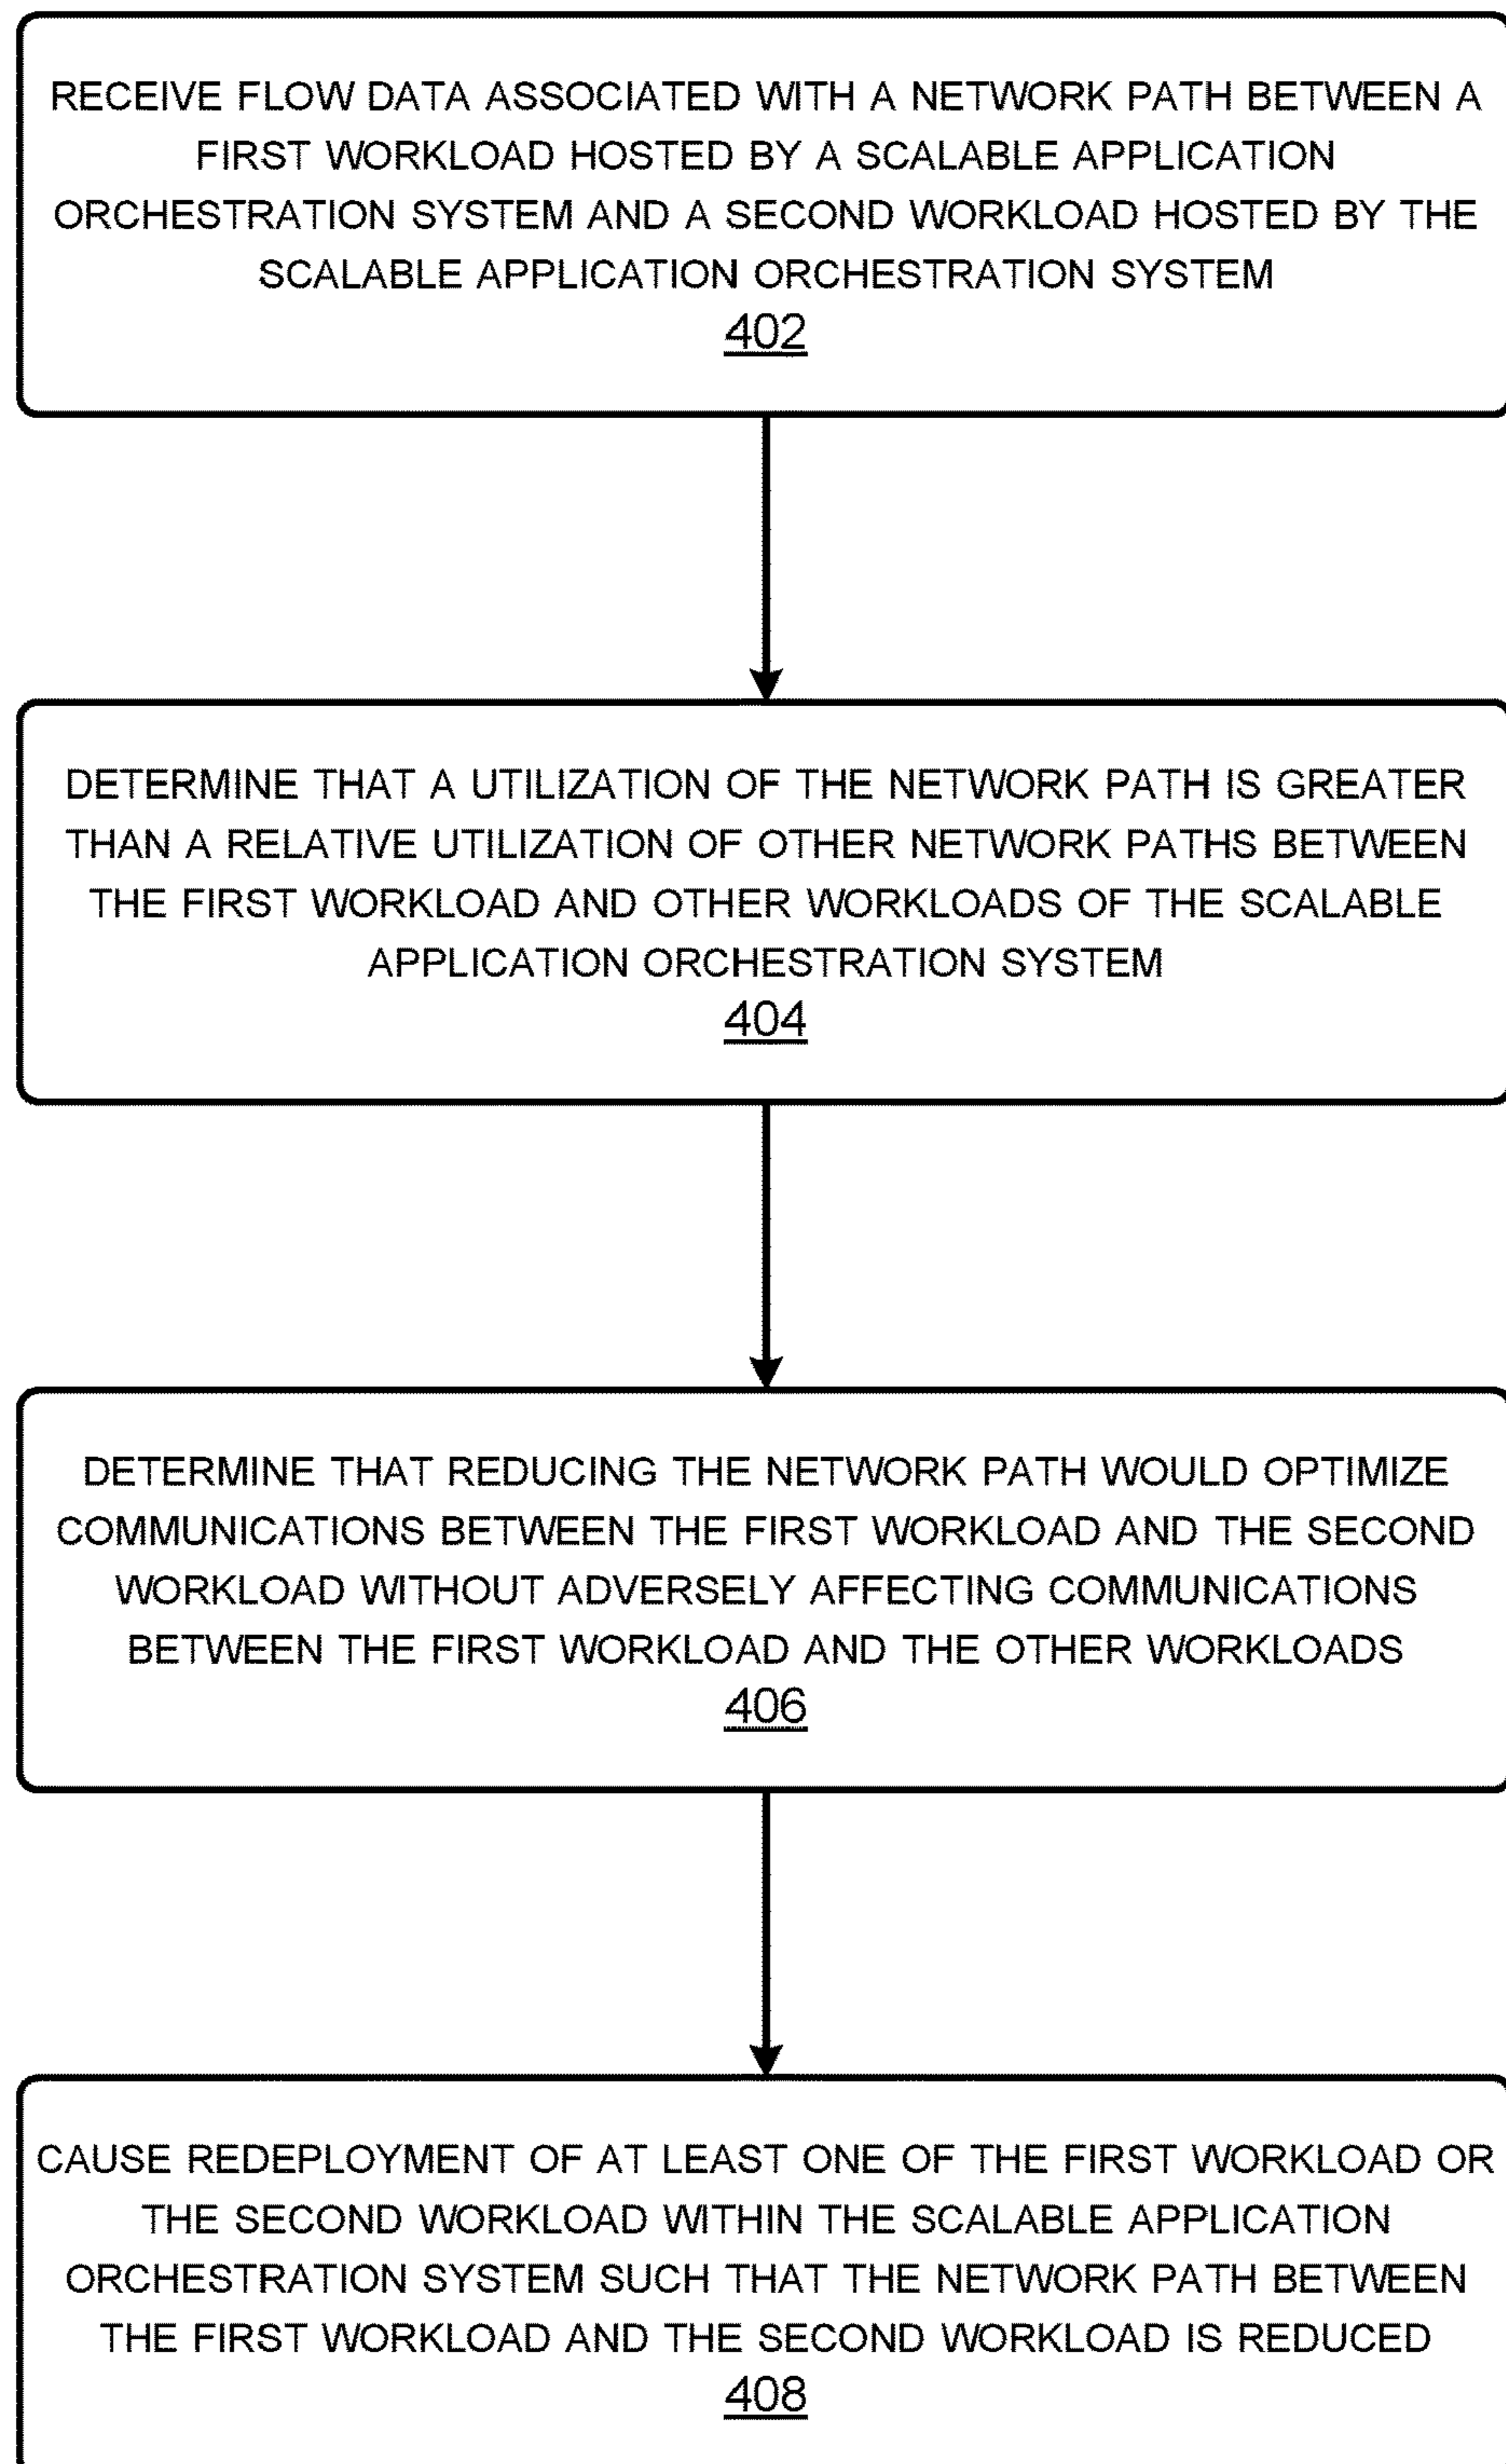 RECEIVE FLOW DATA ASSOCIATED WITH A NETWORK PATH BETWEEN A
FIRST WORKLOAD HOSTED BY A SCALABLE APPLICATION
ORCHESTRATION SYSTEM AND A SECOND WORKLOAD HOSTED BY THE
SCALABLE APPLICATION ORCHESTRATION SYSTEM
402
DETERMINE THAT A UTILIZATION OF THE NETWORK PATH IS GREATER
THAN A RELATIVE UTILIZATION OF OTHER NETWORK PATHS BETWEEN
THE FIRST WORKLOAD AND OTHER WORKLOADS OF THE SCALABLE
APPLICATION ORCHESTRATION SYSTEM
404
DETERMINE THAT REDUCING THE NETWORK PATH WOULD OPTIMIZE
COMMUNICATIONS BETWEEN THE FIRST WORKLOAD AND THE SECOND
WORKLOAD WITHOUT ADVERSELY AFFECTING COMMUNICATIONS
BETWEEN THE FIRST WORKLOAD AND THE OTHER WORKLOADS
406
CAUSE REDEPLOYMENT OF AT LEAST ONE OF THE FIRST WORKLOAD OR
THE SECOND WORKLOAD WITHIN THE SCALABLE APPLICATION
ORCHESTRATION SYSTEM SUCH THAT THE NETWORK PATH BETWEEN
THE FIRST WORKLOAD AND THE SECOND WORKLOAD IS REDUCED
408